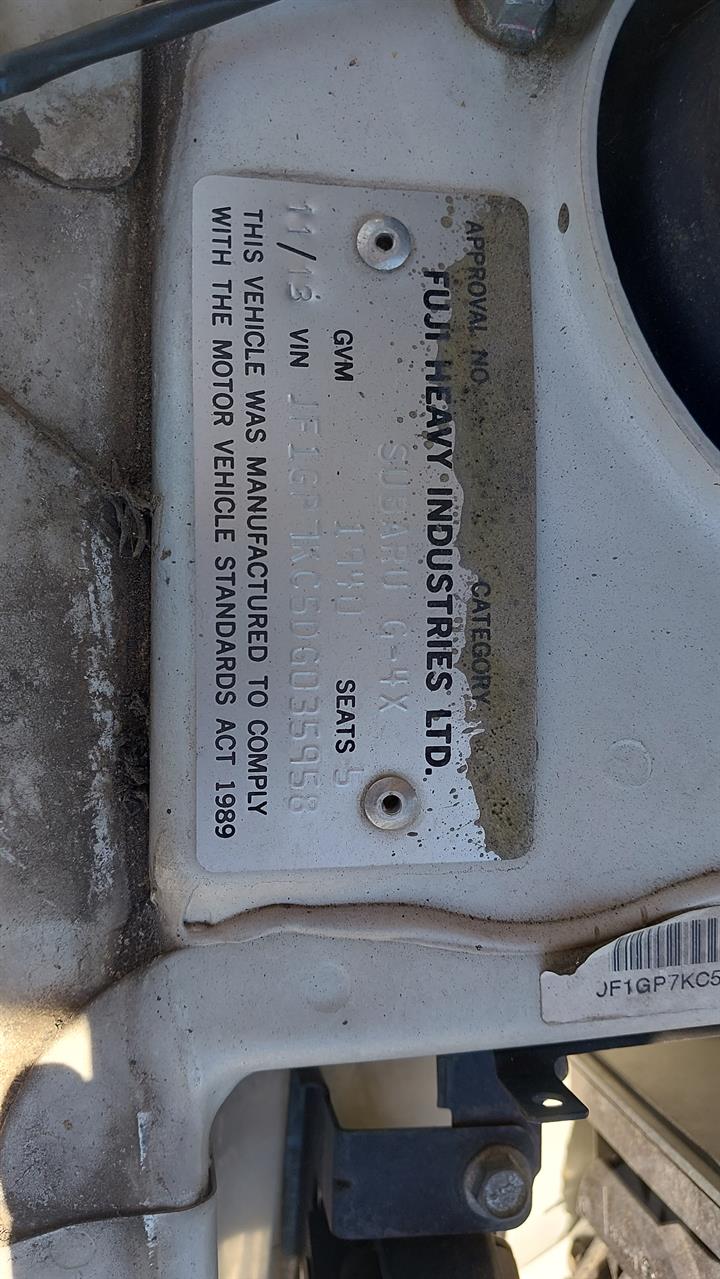 APPROVAL NO. CATEGORY
FUJI HEAVY INDUSTRIES LTD.
SUBARU G-4X
GVM 1940 SEATS 5
11/13 VIN JF1GP7KC5DG035958
THIS VEHICLE WAS MANUFACTURED TO COMPLY
WITH THE MOTOR VEHICLE STANDARDS ACT 1989
JF1GP7KC5